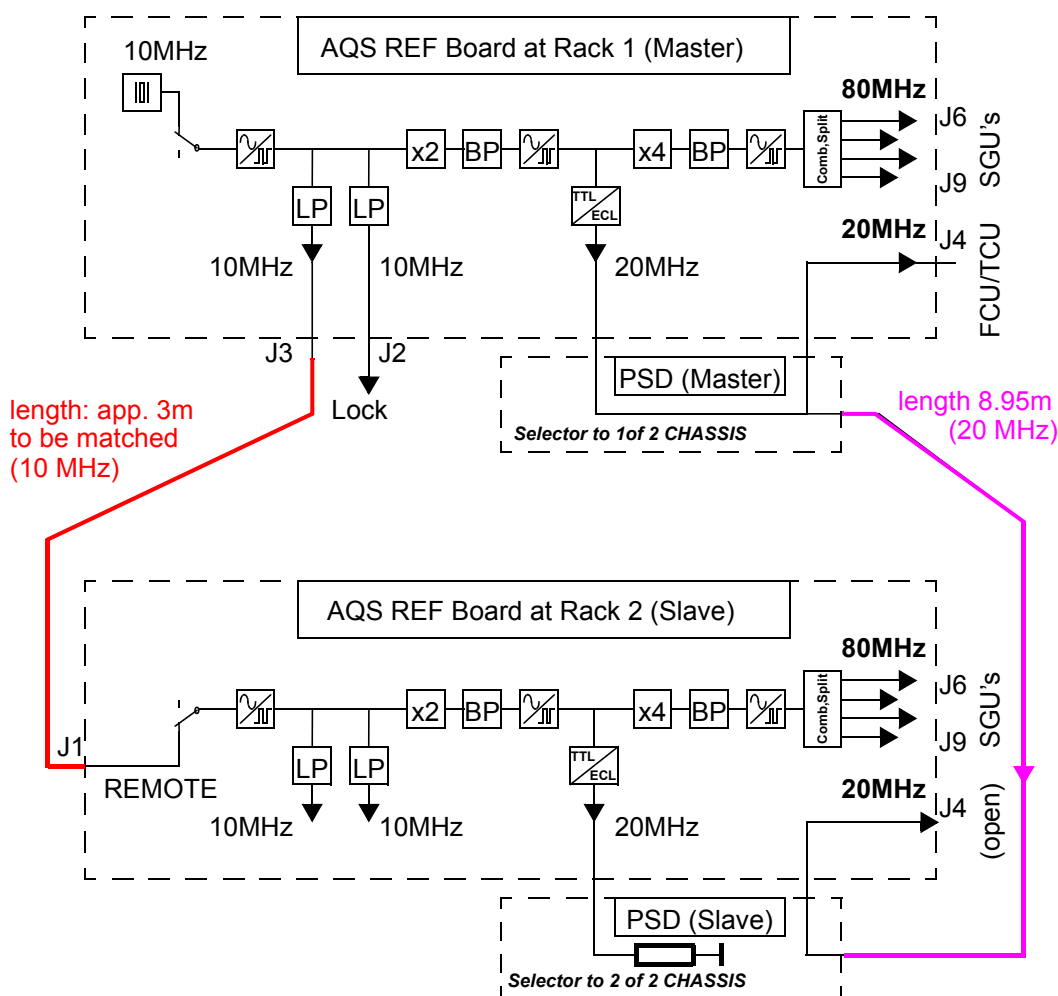 AQS REF Board at Rack 1 (Master)
10MHz
80MHz
J6
SGU's
J9
x2
BP
x4
BP
Comb,Split
LP
LP
TTL
ECL
20MHz
J4
FCU/TCU
10MHz
10MHz
20MHz
J3
J2
Lock
PSD (Master)
Selector to 1of 2 CHASSIS
length: app. 3m
to be matched
(10 MHz)
length 8.95m
(20 MHz)
AQS REF Board at Rack 2 (Slave)
80MHz
J6
SGU's
J9
x2
BP
x4
BP
Comb,Split
J1
REMOTE
LP
LP
TTL
ECL
20MHz
J4
(open)
10MHz
10MHz
20MHz
PSD (Slave)
Selector to 2 of 2 CHASSIS